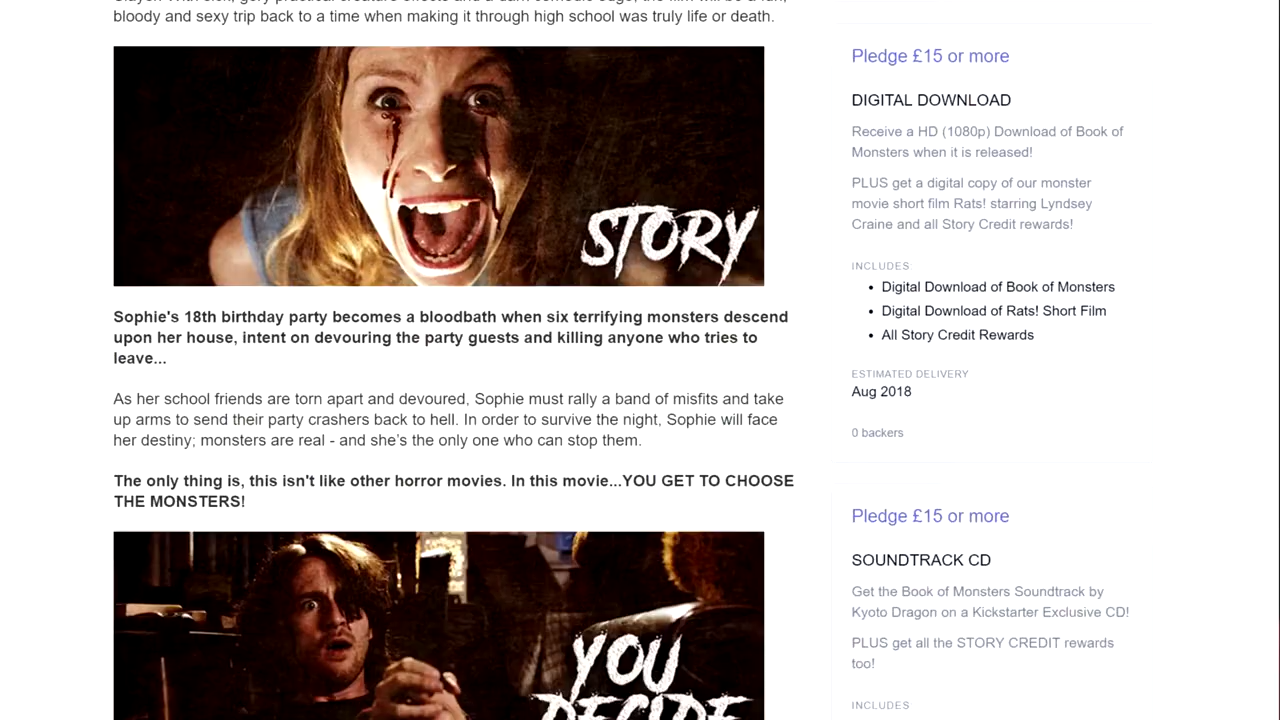 bloody and sexy trip back to a time when making it through high school was truly life or death.
STORY
Sophie's 18th birthday party becomes a bloodbath when six terrifying monsters descend
upon her house, intent on devouring the party guests and killing anyone who tries to
leave...
As her school friends are torn apart and devoured, Sophie must rally a band of misfits and take
up arms to send their party crashers back to hell. In order to survive the night, Sophie will face
her destiny; monsters are real - and she’s the only one who can stop them.
The only thing is, this isn't like other horror movies. In this movie...YOU GET TO CHOOSE
THE MONSTERS!
YOU
DECIDE
Pledge £15 or more
DIGITAL DOWNLOAD
Receive a HD (1080p) Download of Book of
Monsters when it is released!
PLUS get a digital copy of our monster
movie short film Rats! starring Lyndsey
Craine and all Story Credit rewards!
INCLUDES
• Digital Download of Book of Monsters
• Digital Download of Rats! Short Film
• All Story Credit Rewards
ESTIMATED DELIVERY
Aug 2018
0 backers
Pledge £15 or more
SOUNDTRACK CD
Get the Book of Monsters Soundtrack by
Kyoto Dragon on a Kickstarter Exclusive CD!
PLUS get all the STORY CREDIT rewards
too!
INCLUDES